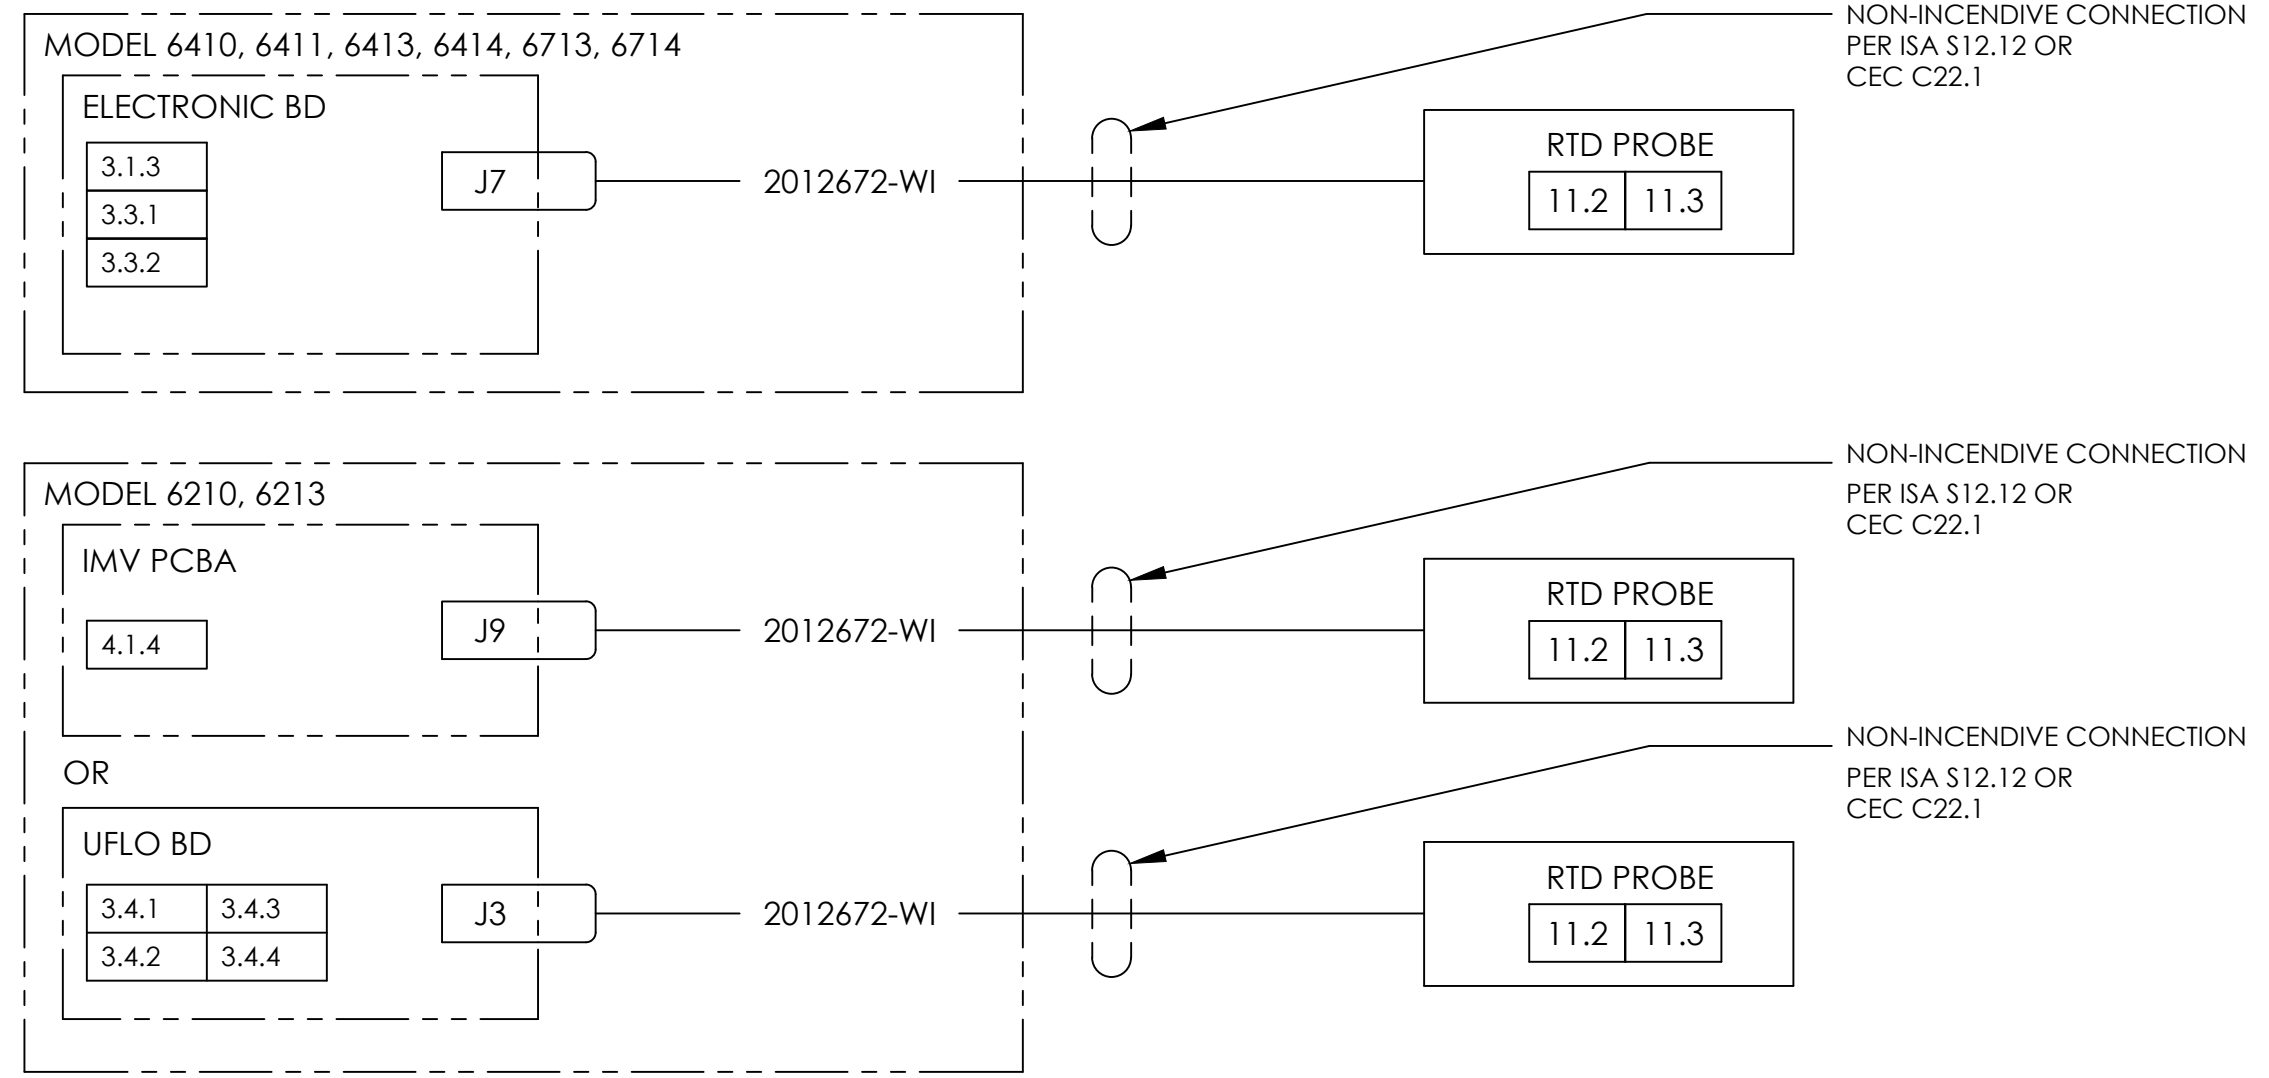 MODEL 6410, 6411, 6413, 6414, 6713, 6714
ELECTRONIC BD
3.1.3
3.3.1
3.3.2
J7
2012672-WI
NON-INCENDIVE CONNECTION
PER ISA S12.12 OR
CEC C22.1
RTD PROBE
11.2 11.3
MODEL 6210, 6213
IMV PCBA
4.1.4
J9
2012672-WI
NON-INCENDIVE CONNECTION
PER ISA S12.12 OR
CEC C22.1
RTD PROBE
11.2 11.3
OR
UFLO BD
3.4.1 3.4.3
3.4.2 3.4.4
J3
2012672-WI
NON-INCENDIVE CONNECTION
PER ISA S12.12 OR
CEC C22.1
RTD PROBE
11.2 11.3